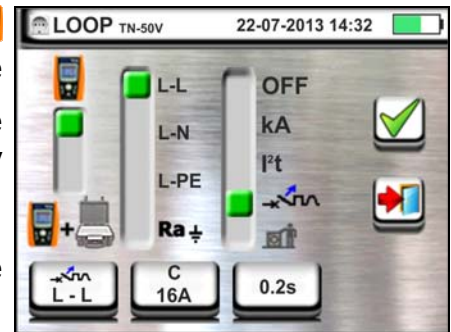 LOOP TN-50V 22-07-2013 14:32
L-L OFF
L-N kA
I²t
L-PE
Ra
L - L
C
16A
0.2s